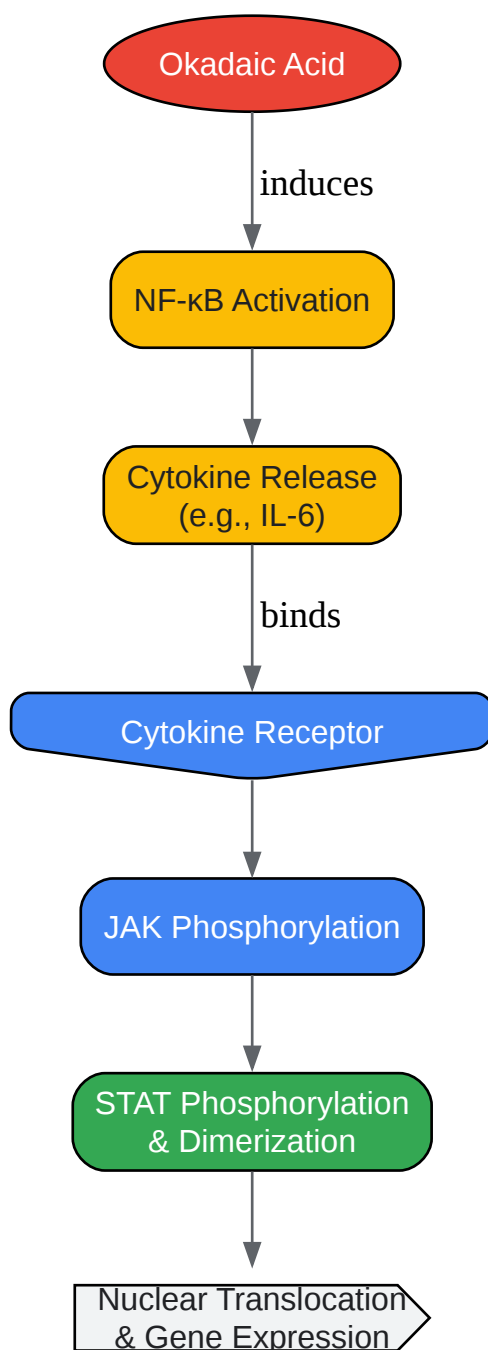 Okadaic Acid
induces
NF-κB Activation
Cytokine Release
(e.g., IL-6)
binds
Cytokine Receptor
JAK Phosphorylation
STAT Phosphorylation
& Dimerization
Nuclear Translocation
& Gene Expression